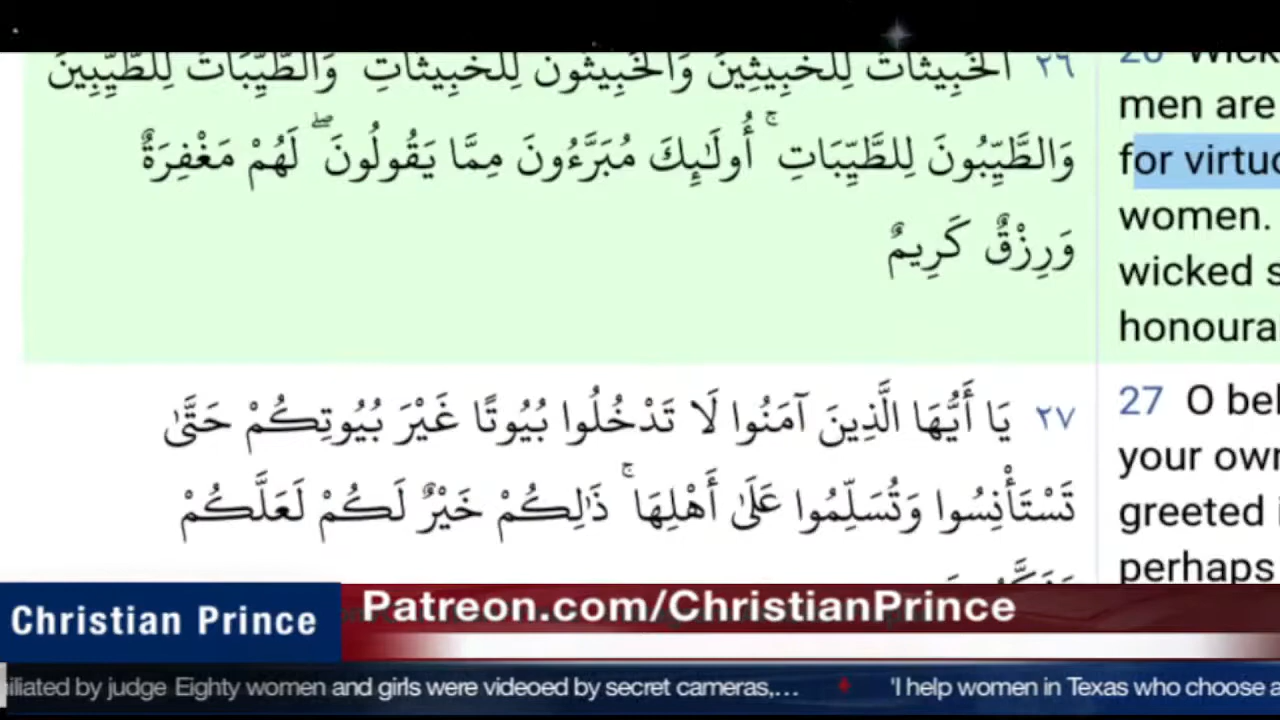 ٢٦ الْخَبِيثَاتُ لِلْخَبِيثِينَ وَالْخَبِيثُونَ لِلْخَبِيثَاتِ وَالطَّيِّبَاتُ لِلطَّيِّبِينَ
وَالطَّيِّبُونَ لِلطَّيِّبَاتِ ۚ أُولَٰئِكَ مُبَرَّءُونَ مِمَّا يَقُولُونَ ۖ لَهُمْ مَغْفِرَةٌ
وَرِزْقٌ كَرِيمٌ
٢٧ يَا أَيُّهَا الَّذِينَ آمَنُوا لَا تَدْخُلُوا بُيُوتًا غَيْرَ بُيُوتِكُمْ حَتَّىٰ
تَسْتَأْنِسُوا وَتُسَلِّمُوا عَلَىٰ أَهْلِهَا ۚ ذَٰلِكُمْ خَيْرٌ لَكُمْ لَعَلَّكُمْ
26 Wick
men are
for virtuo
women.
wicked s
honoura
27 O bel
your own
greeted i
perhaps
Christian Prince
Patreon.com/ChristianPrince
iliated by judge Eighty women and girls were videoed by secret cameras,... 'I help women in Texas who choose a